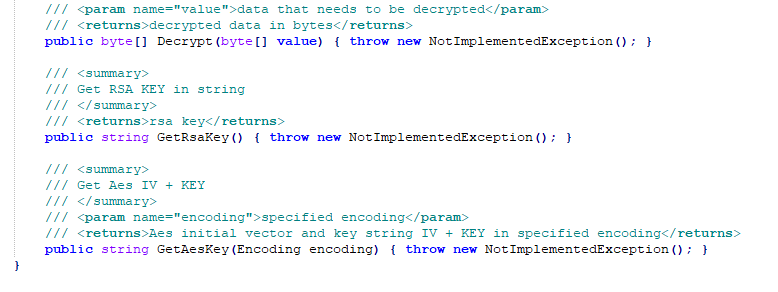 /// <param name="value">data that needs to be decrypted</param>
/// <returns>decrypted data in bytes</returns>
public byte[] Decrypt(byte[] value) { throw new NotImplementedException(); }
/// <summary>
/// Get RSA KEY in string
/// </summary>
/// <returns>rsa key</returns>
public string GetRsaKey() { throw new NotImplementedException(); }
/// <summary>
/// Get Aes IV + KEY
/// </summary>
/// <param name="encoding">specified encoding</param>
/// <returns>Aes initial vector and key string IV + KEY in specified encoding</returns>
public string GetAesKey(Encoding encoding) { throw new NotImplementedException(); }
}